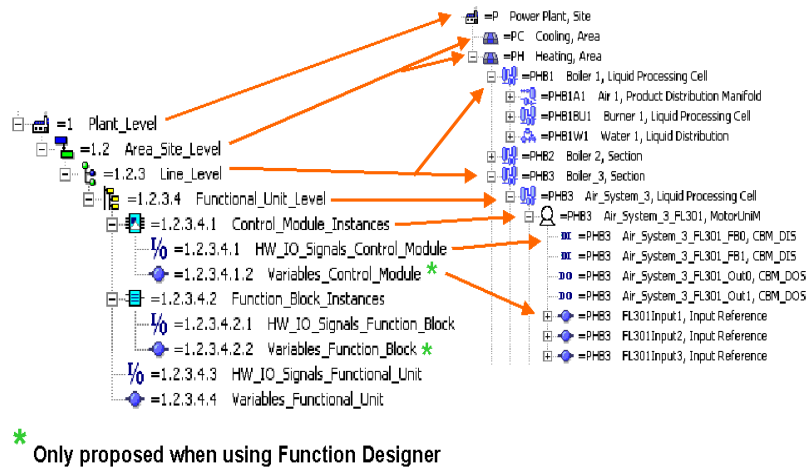 =1 Plant_Level
=1.2 Area_Site_Level
=1.2.3 Line_Level
=1.2.3.4 Functional_Unit_Level
=1.2.3.4.1 Control_Module_Instances
I/O =1.2.3.4.1 HW_IO_Signals_Control_Module
=1.2.3.4.1.2 Variables_Control_Module *
=1.2.3.4.2 Function_Block_Instances
I/O =1.2.3.4.2.1 HW_IO_Signals_Function_Block
=1.2.3.4.2.2 Variables_Function_Block *
I/O =1.2.3.4.3 HW_IO_Signals_Functional_Unit
=1.2.3.4.4 Variables_Functional_Unit
=P Power Plant, Site
=PC Cooling, Area
=PH Heating, Area
=PHB1 Boiler 1, Liquid Processing Cell
=PHB1A1 Air 1, Product Distribution Manifold
=PHB1BU1 Burner 1, Liquid Processing Cell
=PHB1W1 Water 1, Liquid Distribution
=PHB2 Boiler 2, Section
=PHB3 Boiler_3, Section
=PHB3 Air_System_3, Liquid Processing Cell
=PHB3 Air_System_3_FL301, MotorUniM
DI =PHB3 Air_System_3_FL301_FB0, CBM_DIS
DI =PHB3 Air_System_3_FL301_FB1, CBM_DIS
DO =PHB3 Air_System_3_FL301_Out0, CBM_DOS
DO =PHB3 Air_System_3_FL301_Out1, CBM_DOS
=PHB3 FL301Input1, Input Reference
=PHB3 FL301Input2, Input Reference
=PHB3 FL301Input3, Input Reference
* Only proposed when using Function Designer